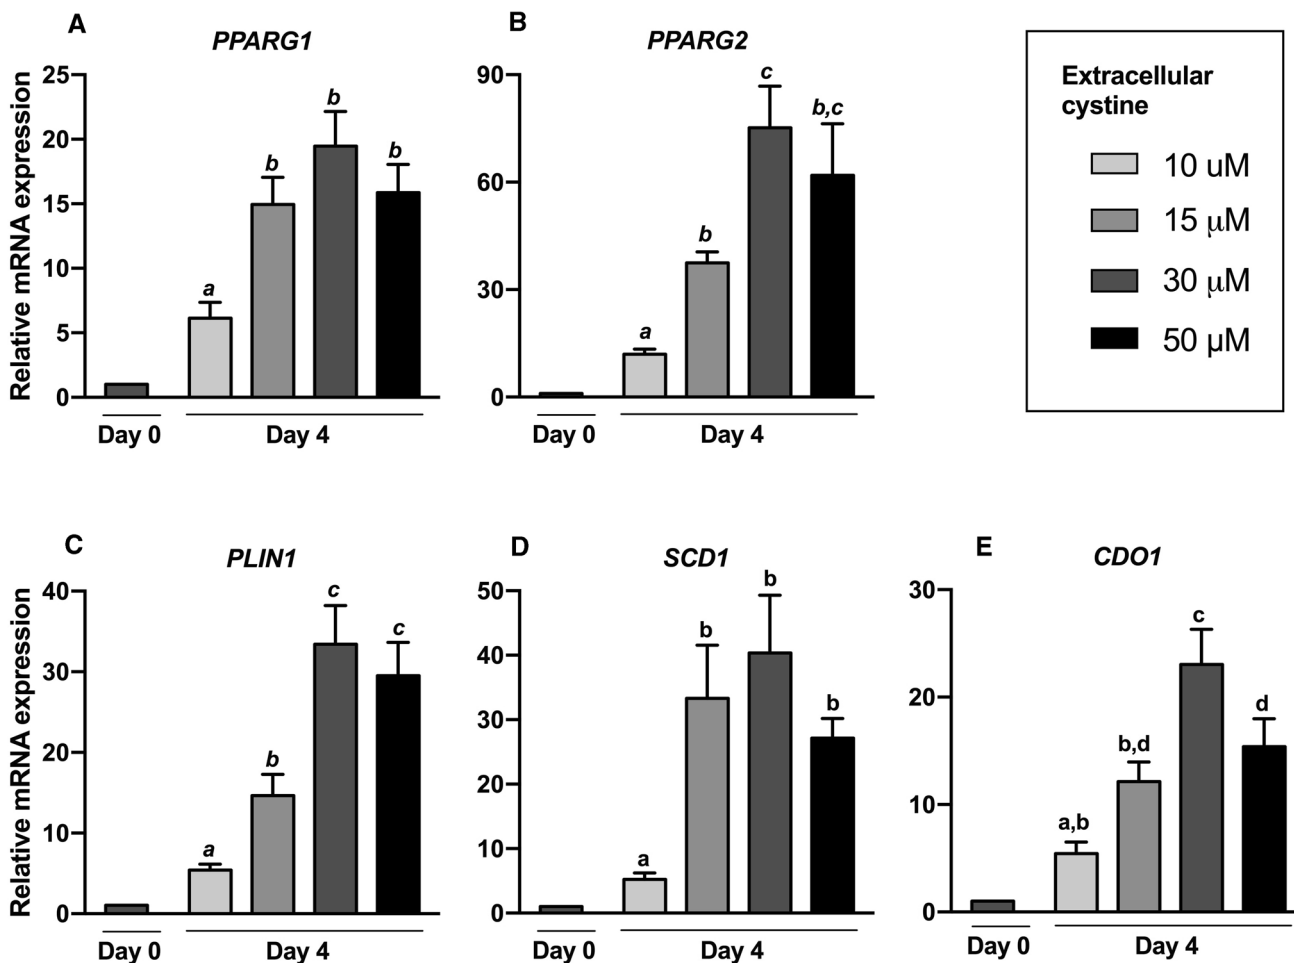 A
PPARG1
Relative mRNA expression
25
20
15
10
5
0
a
b
b
b
Day 0
Day 4
B
PPARG2
90
60
30
0
a
b
c
b,c
Day 0
Day 4
Extracellular
cystine
10 uM
15 μM
30 μM
50 µM
C
PLIN1
Relative mRNA expression
40
30
20
10
0
a
b
c
c
Day 0
Day 4
D
SCD1
50
40
30
20
10
0
a
b
b
b
Day 0
Day 4
E
CDO1
30
20
10
0
a,b
b,d
c
d
Day 0
Day 4